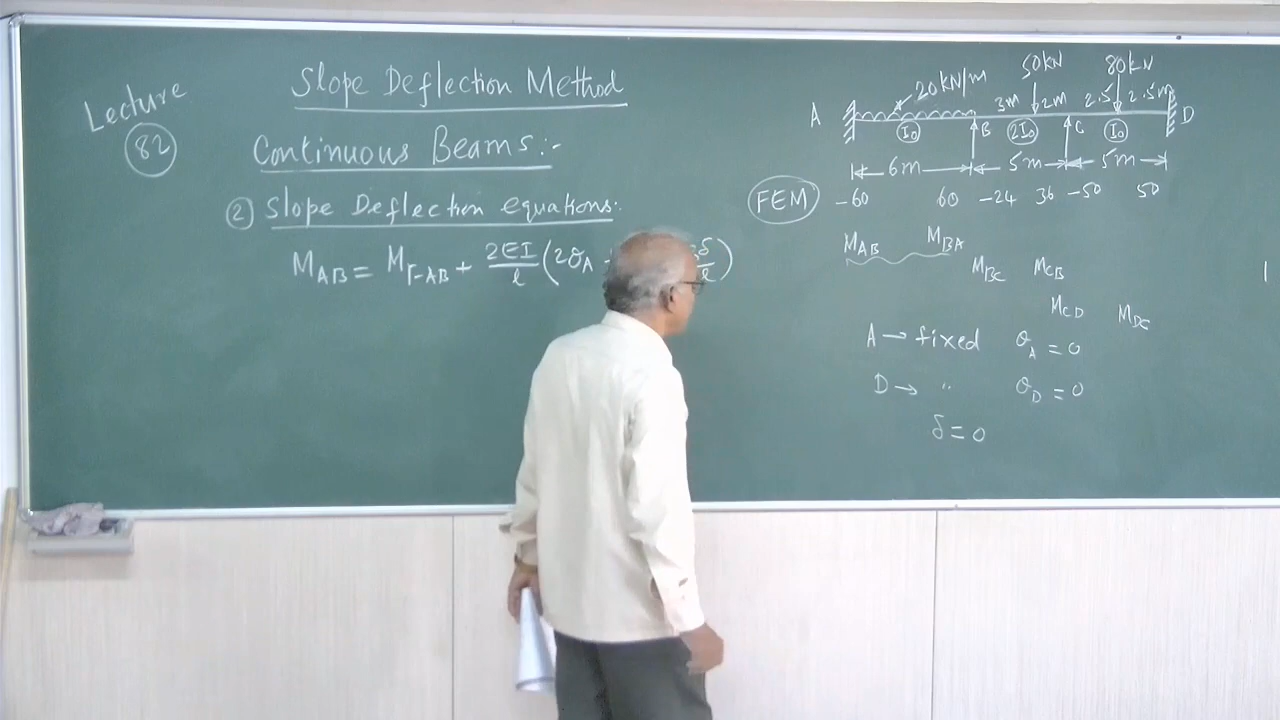 Lecture
82
Slope Deflection Method
Continuous Beams:-
② Slope Deflection equations:
M_AB = M_F-AB + 2EI/l (2θ_A δ/l)
20kN/m 50kN 80kN
3m 2m 2.5 2.5m
A B C D
I₀ 2I₀ I₀
6m 5m 5m
FEM -60 60 -24 36 -50 50
M_AB M_BA
M_BC M_CB
M_CD M_DC
A → fixed θ_A = 0
D → " θ_D = 0
δ = 0